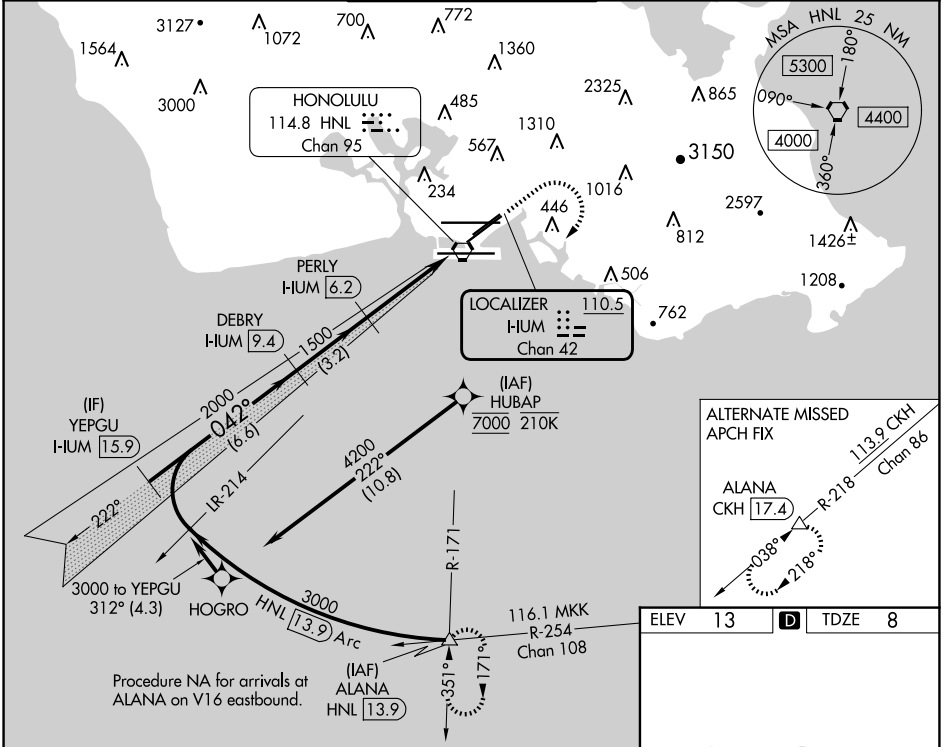 3127
1072
700
772
1564
1360
3000
HONOLULU
114.8 HNL
Chan 95
485
567
1310
2325
865
3150
234
446
1016
812
2597
1426±
1208
506
762
MSA HNL 25 NM
180°
5300
090°
4400
4000
360°
PERLY
I-IUM 6.2
DEBRY
I-IUM 9.4
1500
(3.2)
LOCALIZER 110.5
I-IUM
Chan 42
(IF)
YEPGU
I-IUM 15.9
2000
042°
(6.6)
222°
LR-214
(IAF)
HUBAP
7000 210K
4200
222°
(10.8)
3000 to YEPGU
312° (4.3)
HOGRO
3000
HNL 13.9 Arc
R-171
116.1 MKK
R-254
Chan 108
(IAF)
ALANA
HNL 13.9
351°
171°
Procedure NA for arrivals at
ALANA on V16 eastbound.
ALTERNATE MISSED
APCH FIX
113.9 CKH
Chan 86
R-218
ALANA
CKH 17.4
038°
218°
ELEV 13 D TDZE 8